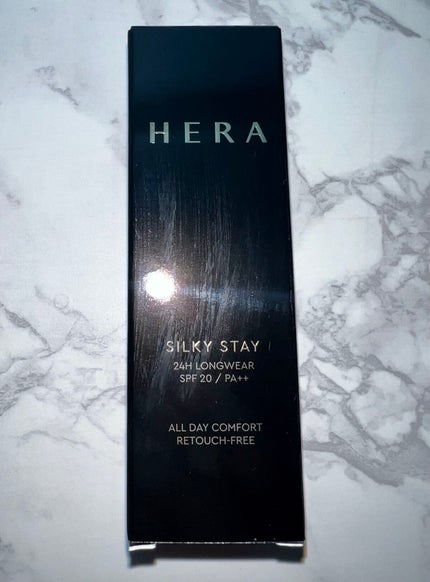 HERA
SILKY STAY
24H LONGWEAR
SPF 20 / PA++
ALL DAY COMFORT
RETOUCH-FREE